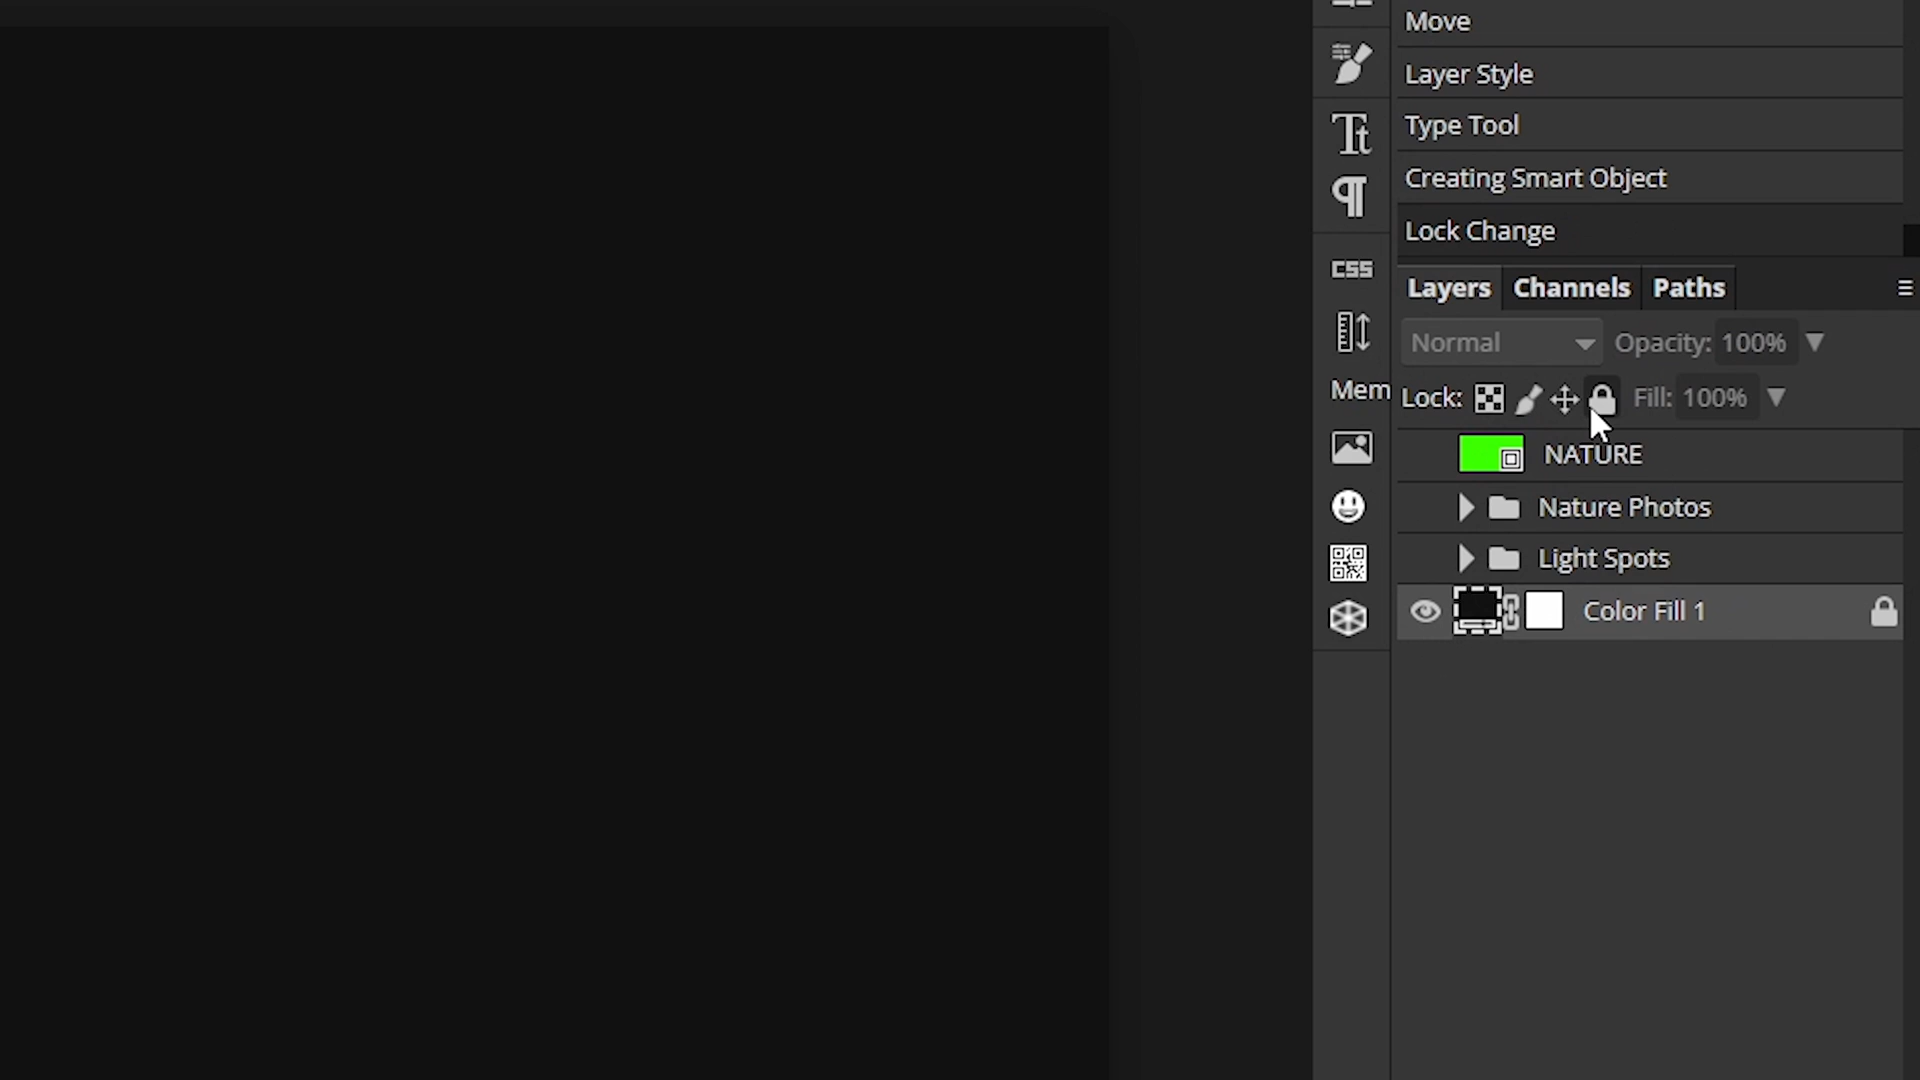 Move
Layer Style
Type Tool
Creating Smart Object
Lock Change
CSS
Mem
Layers Channels Paths
Normal Opacity: 100%
Lock: Fill: 100%
NATURE
Nature Photos
Light Spots
Color Fill 1